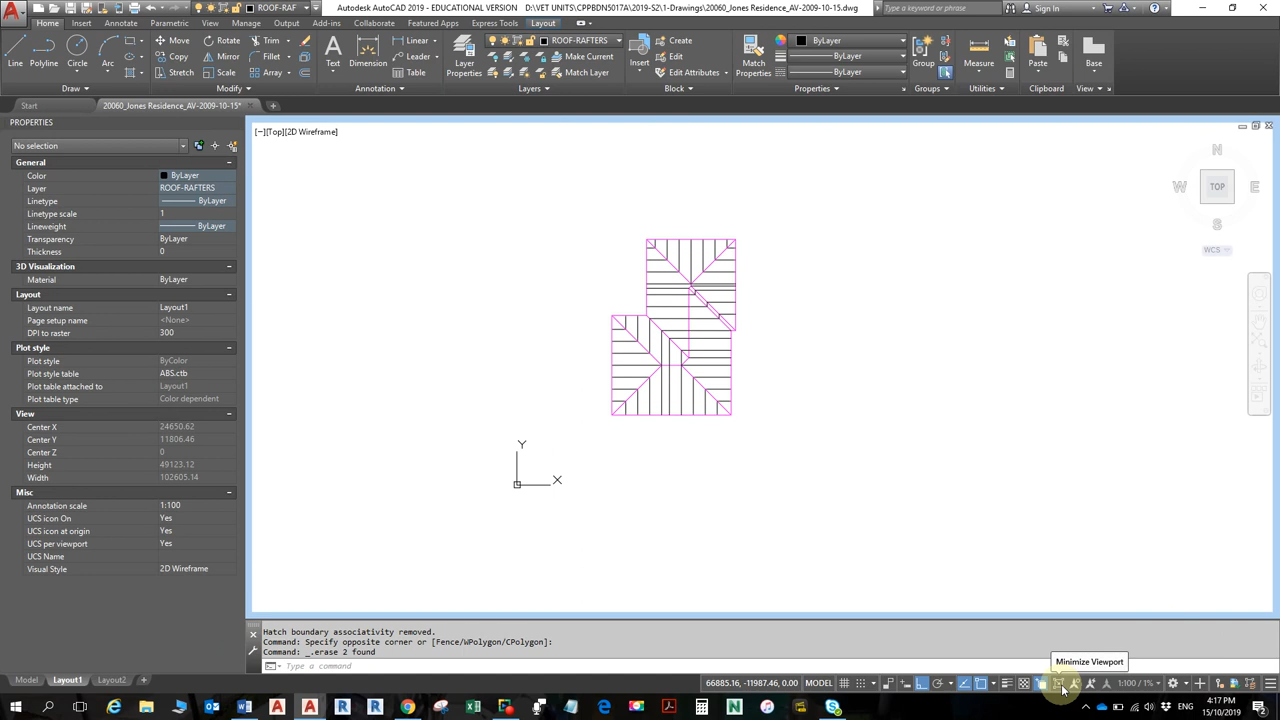 Autodesk AutoCAD 2019 - EDUCATIONAL VERSION D:\VET UNITS\CPPBDN5017A\2019-S2\1-Drawings\20060_Jones Residence_AV-2009-10-15.dwg
ROOF-RAF
Type a keyword or phrase
Sign In
Home Insert Annotate Parametric View Manage Output Add-ins Collaborate Featured Apps Express Tools Layout
Line Polyline Circle Arc
Move Rotate Trim
Copy Mirror Fillet
Stretch Scale Array
Text Dimension
Linear
Leader
Table
Layer Properties
ROOF-RAFTERS
Make Current
Match Layer
Insert
Create
Edit
Edit Attributes
Match Properties
ByLayer
ByLayer
ByLayer
Group
Measure
Paste
Base
Draw Modify Annotation Layers Block Properties Groups Utilities Clipboard View
Start 20060_Jones Residence_AV-2009-10-15*
PROPERTIES
No selection
General
Color ByLayer
Layer ROOF-RAFTERS
Linetype ByLayer
Linetype scale 1
Lineweight ByLayer
Transparency ByLayer
Thickness 0
3D Visualization
Material ByLayer
Layout
Layout name Layout1
Page setup name <None>
DPI to raster 300
Plot style
Plot style ByColor
Plot style table ABS.ctb
Plot table attached to Layout1
Plot table type Color dependent
View
Center X 24650.62
Center Y 11806.46
Center Z 0
Height 49123.12
Width 102605.14
Misc
Annotation scale 1:100
UCS icon On Yes
UCS icon at origin Yes
UCS per viewport Yes
UCS Name
Visual Style 2D Wireframe
[−][Top][2D Wireframe]
N
W TOP E
S
WCS
Y
X
Hatch boundary associativity removed.
Command: Specify opposite corner or [Fence/WPolygon/CPolygon]:
Command: _.erase 2 found
Type a command
Minimize Viewport
Model Layout1 Layout2
66885.16, -11987.46, 0.00 MODEL
1:100 / 1%
ENG
4:17 PM
15/10/2019